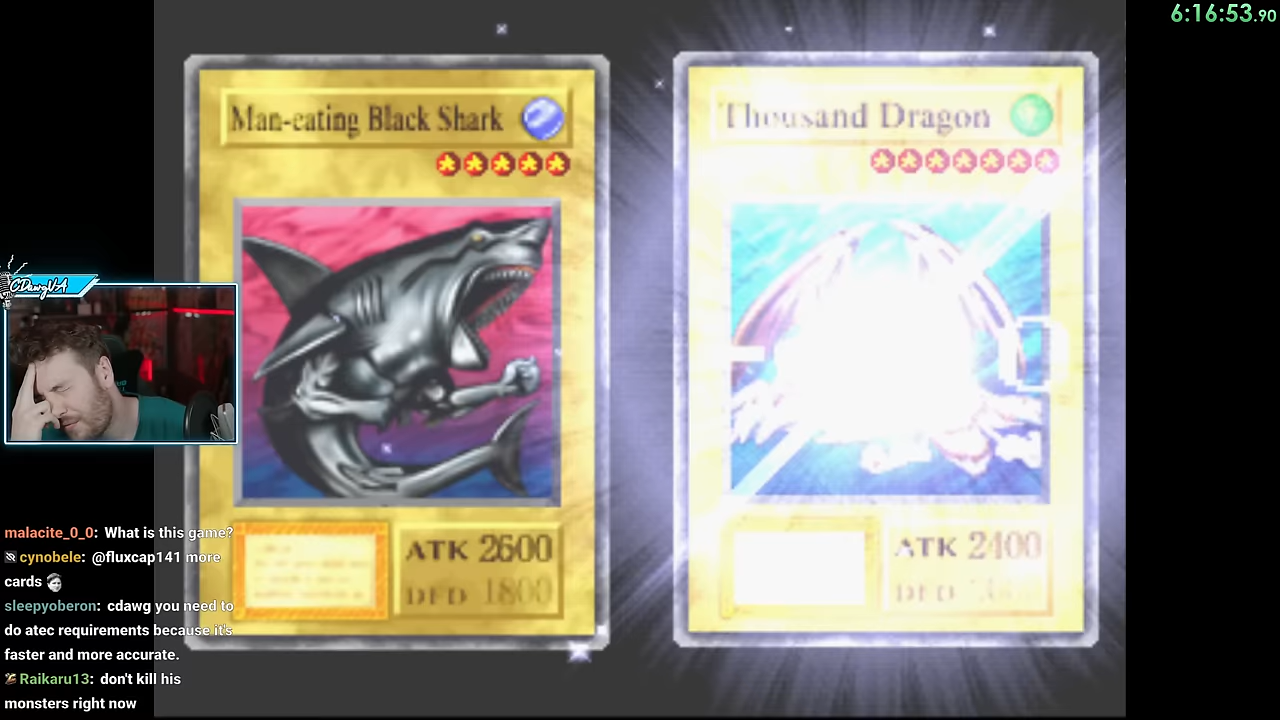 6:16:53.90
Man-eating Black Shark
Thousand Dragon
CDawgVA
ATK 2600
DFD 1800
ATK 2400
DFD
malacite_0_0: What is this game?
cynobele: @fluxcap141 more
cards
sleepyoberon: cdawg you need to
do atec requirements because it's
faster and more accurate.
Raikaru13: don't kill his
monsters right now